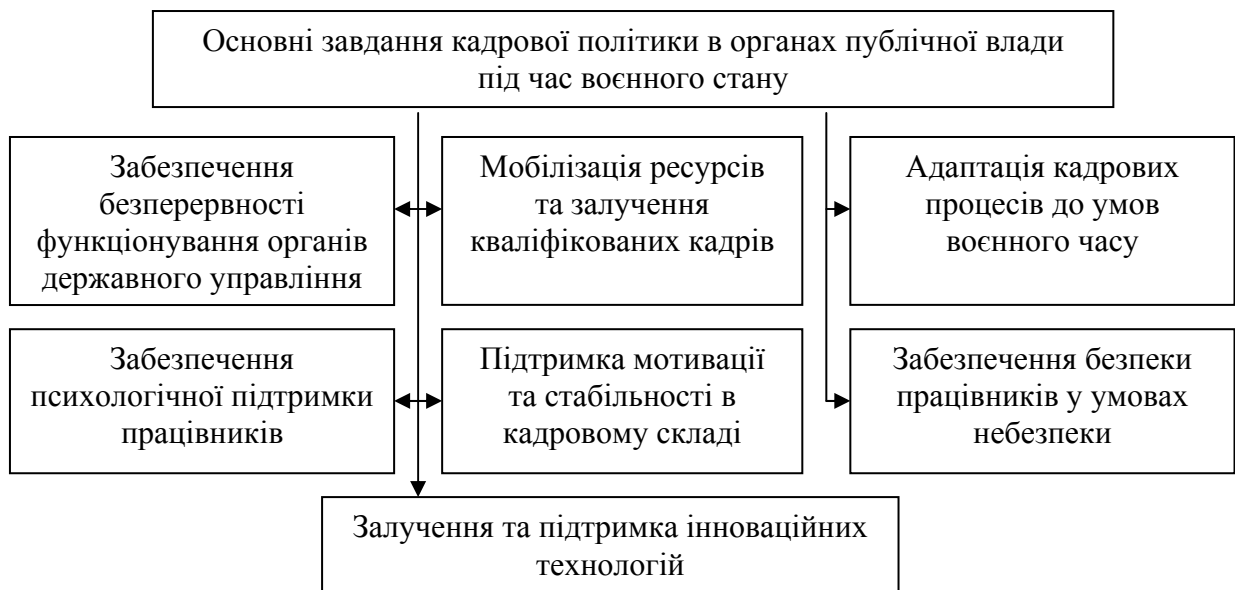 Основні завдання кадрової політики в органах публічної влади
під час воєнного стану
Забезпечення
безперервності
функціонування органів
державного управління
Мобілізація ресурсів
та залучення
кваліфікованих кадрів
Адаптація кадрових
процесів до умов
воєнного часу
Забезпечення
психологічної підтримки
працівників
Підтримка мотивації
та стабільності в
кадровому складі
Забезпечення безпеки
працівників у умовах
небезпеки
Залучення та підтримка інноваційних
технологій